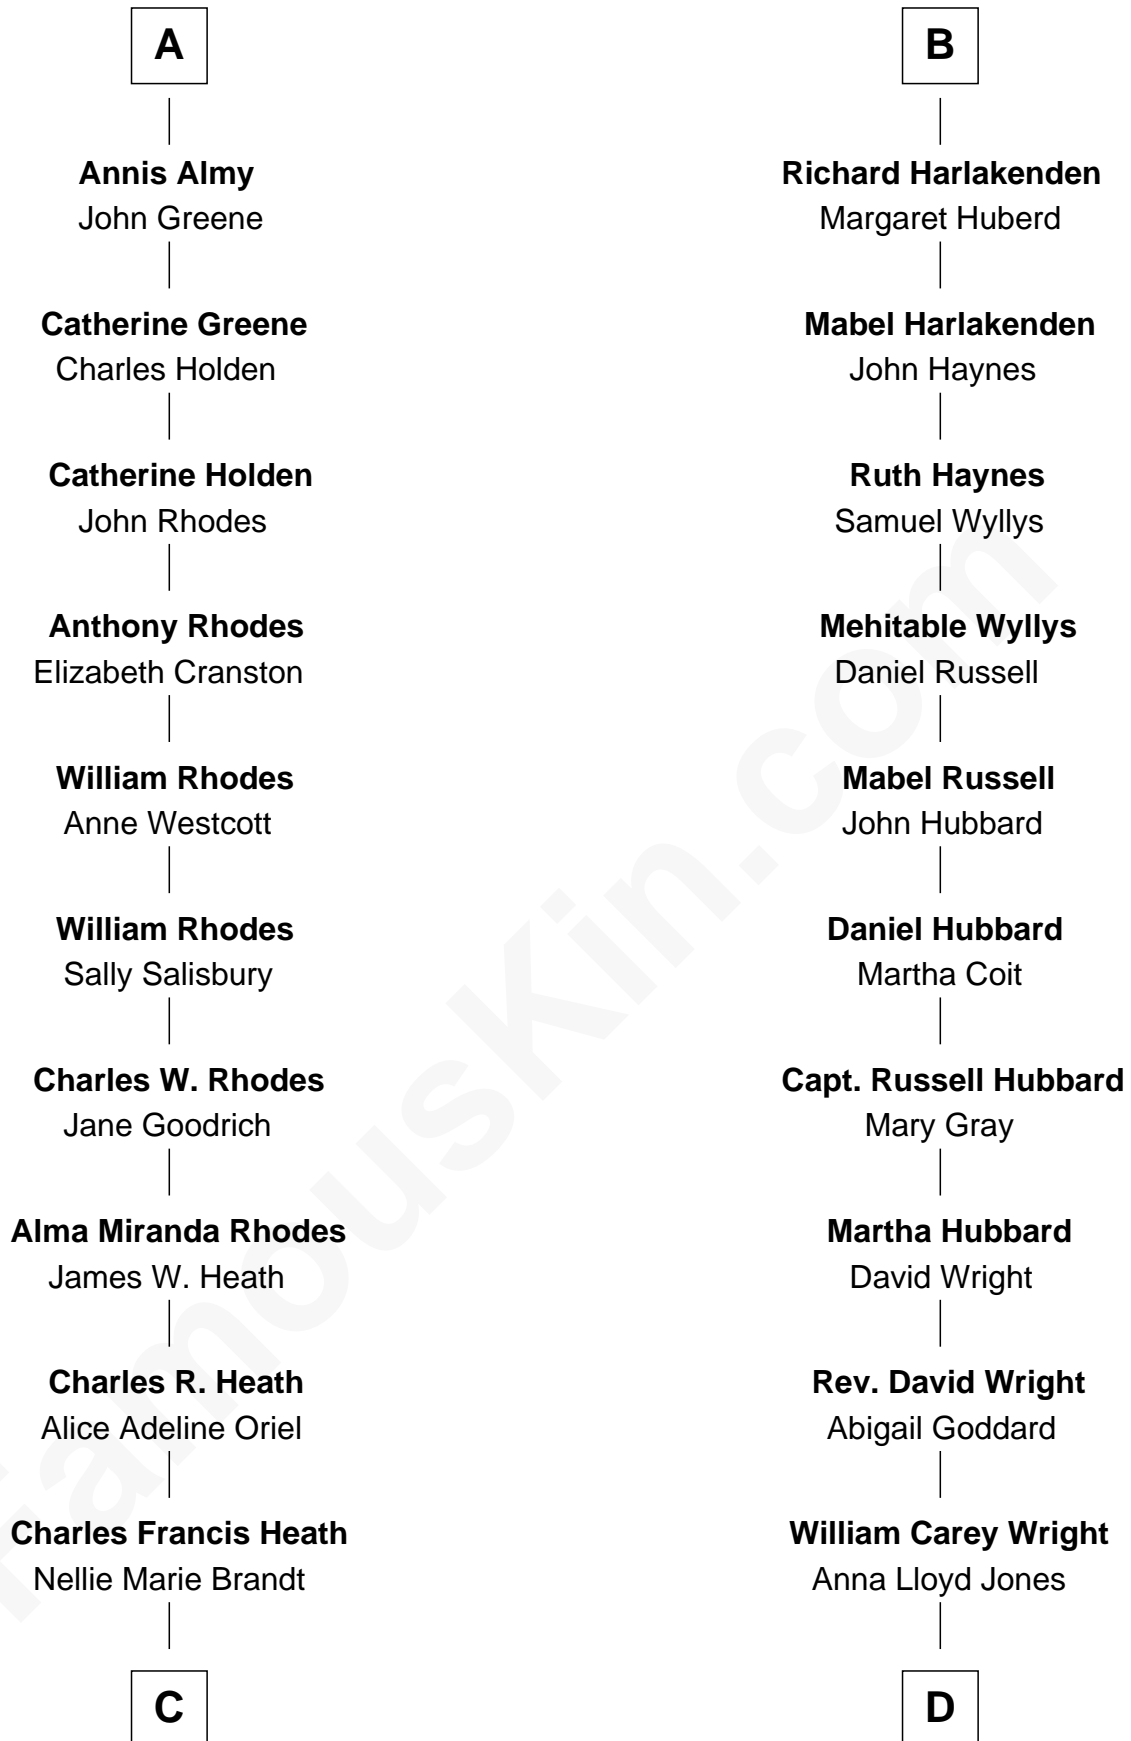 A
Annis Almy
John Greene
Catherine Greene
Charles Holden
Catherine Holden
John Rhodes
Anthony Rhodes
Elizabeth Cranston
William Rhodes
Anne Westcott
William Rhodes
Sally Salisbury
Charles W. Rhodes
Jane Goodrich
Alma Miranda Rhodes
James W. Heath
Charles R. Heath
Alice Adeline Oriel
Charles Francis Heath
Nellie Marie Brandt
C
B
Richard Harlakenden
Margaret Huberd
Mabel Harlakenden
John Haynes
Ruth Haynes
Samuel Wyllys
Mehitable Wyllys
Daniel Russell
Mabel Russell
John Hubbard
Daniel Hubbard
Martha Coit
Capt. Russell Hubbard
Mary Gray
Martha Hubbard
David Wright
Rev. David Wright
Abigail Goddard
William Carey Wright
Anna Lloyd Jones
D
FamousKin.com